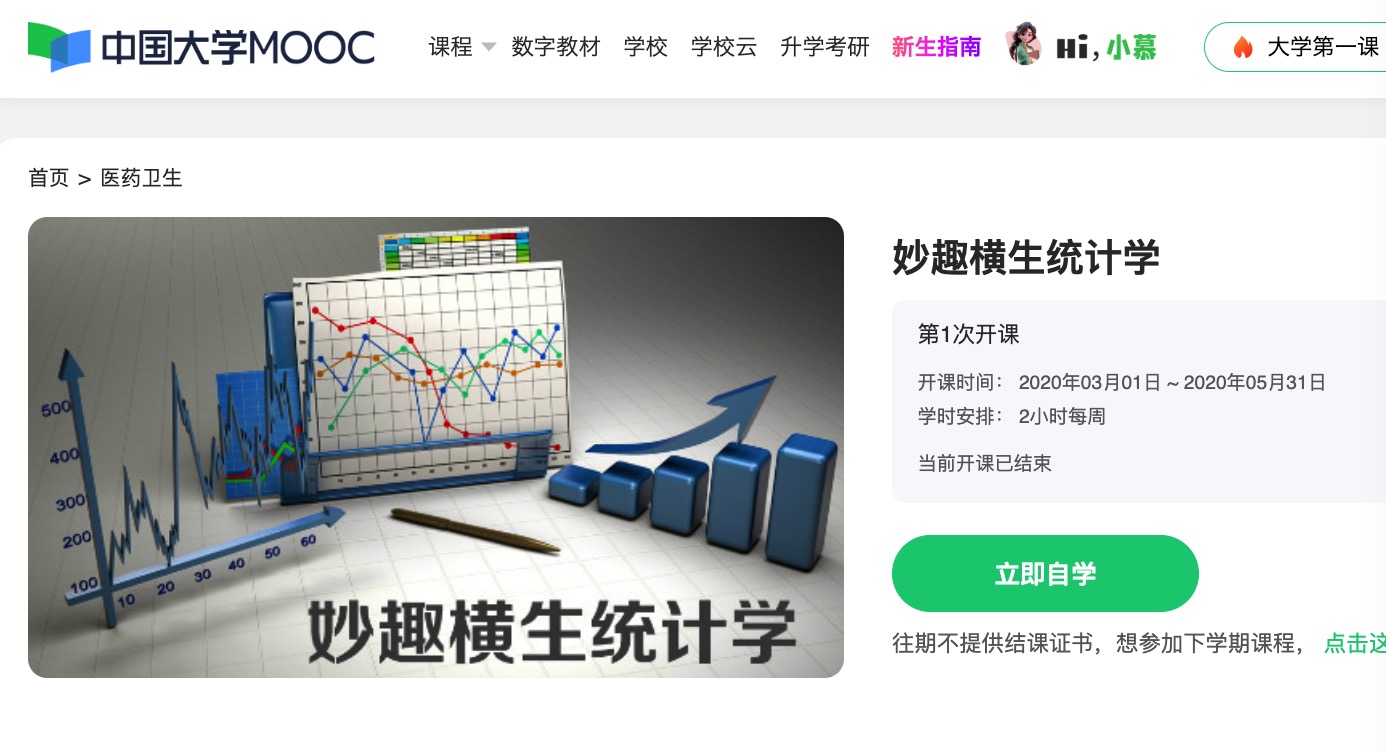 中国大学MOOC
课程 数字教材 学校 学校云 升学考研 新生指南 Hi,小慕 大学第一课
首页 > 医药卫生
妙趣横生统计学
第1次开课
开课时间： 2020年03月01日 ~ 2020年05月31日
学时安排： 2小时每周
当前开课已结束
立即自学
往期不提供结课证书，想参加下学期课程， 点击这
500
400
300
200
100
10 20 30 40 50 60
妙趣横生统计学